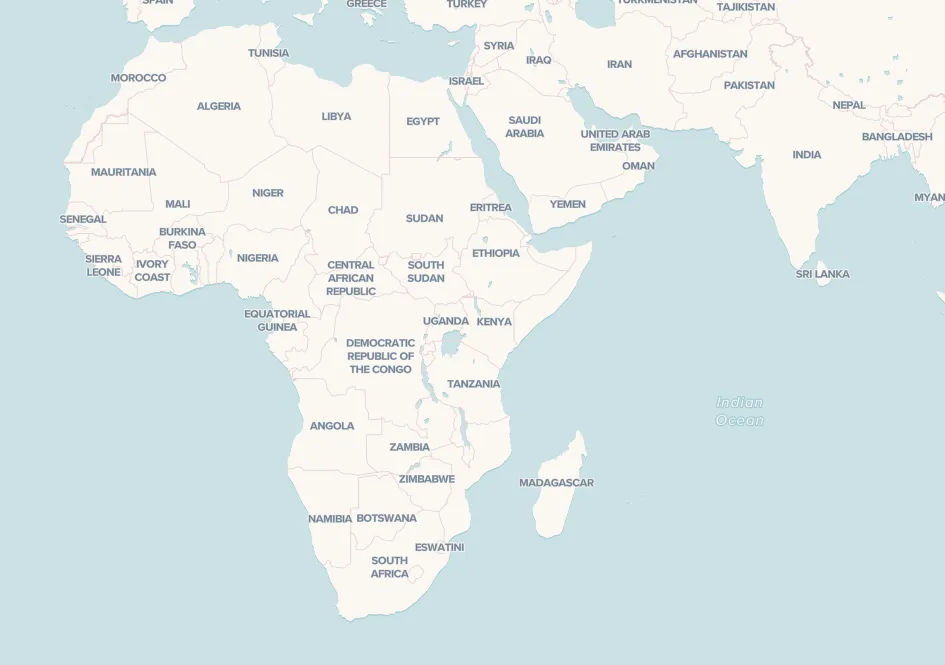 SPAIN
GREECE
TURKEY
TURKMENISTAN
TAJIKISTAN
SYRIA
TUNISIA
IRAQ
AFGHANISTAN
IRAN
MOROCCO
ISRAEL
PAKISTAN
ALGERIA
NEPAL
LIBYA
EGYPT
SAUDI
ARABIA
UNITED ARAB
EMIRATES
BANGLADESH
INDIA
OMAN
MAURITANIA
NIGER
MYAN
MALI
YEMEN
CHAD
ERITREA
SENEGAL
SUDAN
BURKINA
FASO
ETHIOPIA
NIGERIA
SIERRA
LEONE
IVORY
COAST
CENTRAL
AFRICAN
REPUBLIC
SOUTH
SUDAN
SRI LANKA
EQUATORIAL
GUINEA
UGANDA
KENYA
DEMOCRATIC
REPUBLIC OF
THE CONGO
TANZANIA
Indian
Ocean
ANGOLA
ZAMBIA
ZIMBABWE
MADAGASCAR
NAMIBIA
BOTSWANA
ESWATINI
SOUTH
AFRICA